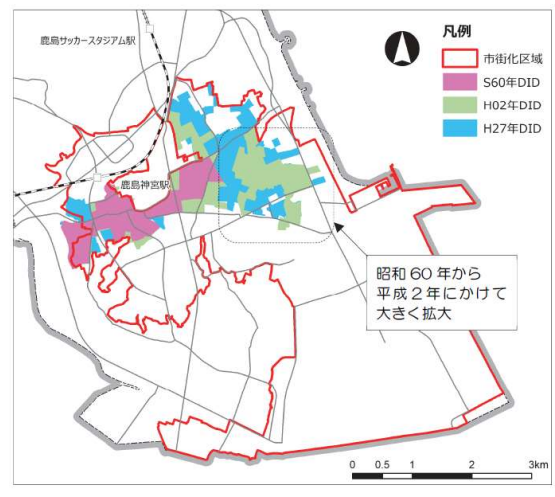 鹿島サッカースタジアム駅
鹿島神宮駅
凡例
市街化区域
S60年DID
H02年DID
H27年DID
昭和 60 年から
平成 2 年にかけて
大きく拡大
0 0.5 1 2 3km